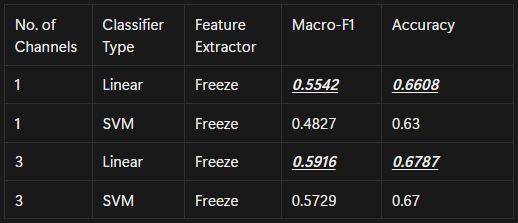 No. of Channels Classifier Type Feature Extractor Macro-F1 Accuracy
1 Linear Freeze 0.5542 0.6608
1 SVM Freeze 0.4827 0.63
3 Linear Freeze 0.5916 0.6787
3 SVM Freeze 0.5729 0.67